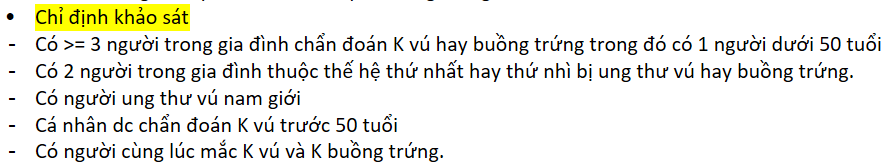 • Chỉ định khảo sát
- Có >= 3 người trong gia đình chẩn đoán K vú hay buồng trứng trong đó có 1 người dưới 50 tuổi
- Có 2 người trong gia đình thuộc thế hệ thứ nhất hay thứ nhì bị ung thư vú hay buồng trứng.
- Có người ung thư vú nam giới
- Cá nhân dc chẩn đoán K vú trước 50 tuổi
- Có người cùng lúc mắc K vú và K buồng trứng.